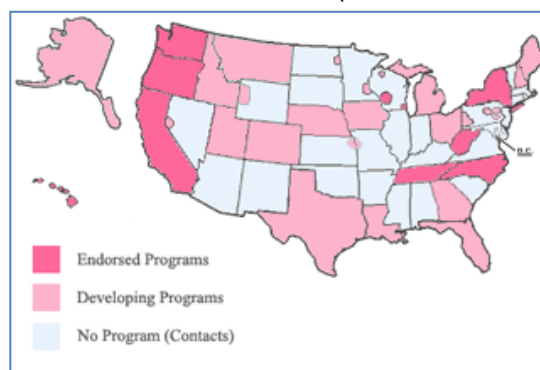 D.C.
Endorsed Programs
Developing Programs
No Program (Contacts)